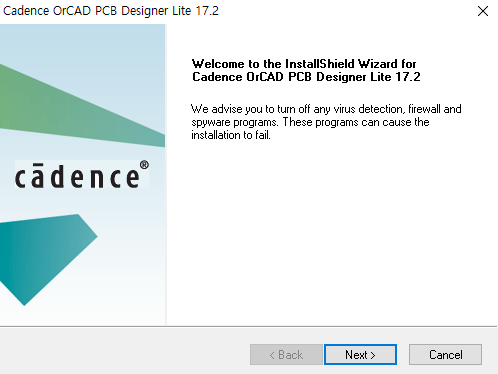 Cadence OrCAD PCB Designer Lite 17.2
Welcome to the InstallShield Wizard for
Cadence OrCAD PCB Designer Lite 17.2
We advise you to turn off any virus detection, firewall and
spyware programs. These programs can cause the
installation to fail.
cādence®
< Back
Next >
Cancel